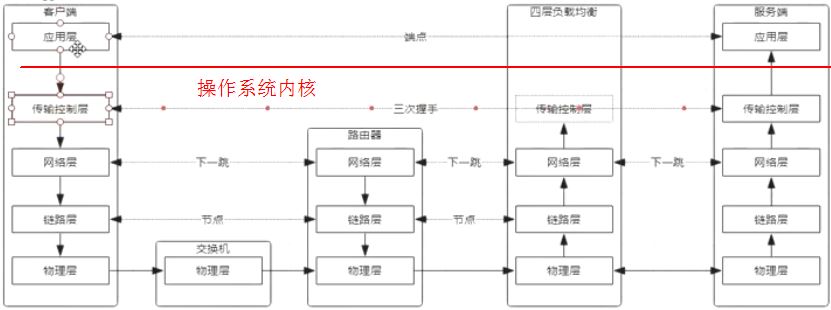 客户端
四层负载均衡
服务端
应用层
端点
应用层
操作系统内核
传输控制层
三次握手
传输控制层
传输控制层
路由器
网络层
下一跳
网络层
下一跳
网络层
下一跳
网络层
链路层
节点
链路层
节点
链路层
链路层
交换机
物理层
物理层
物理层
物理层
物理层